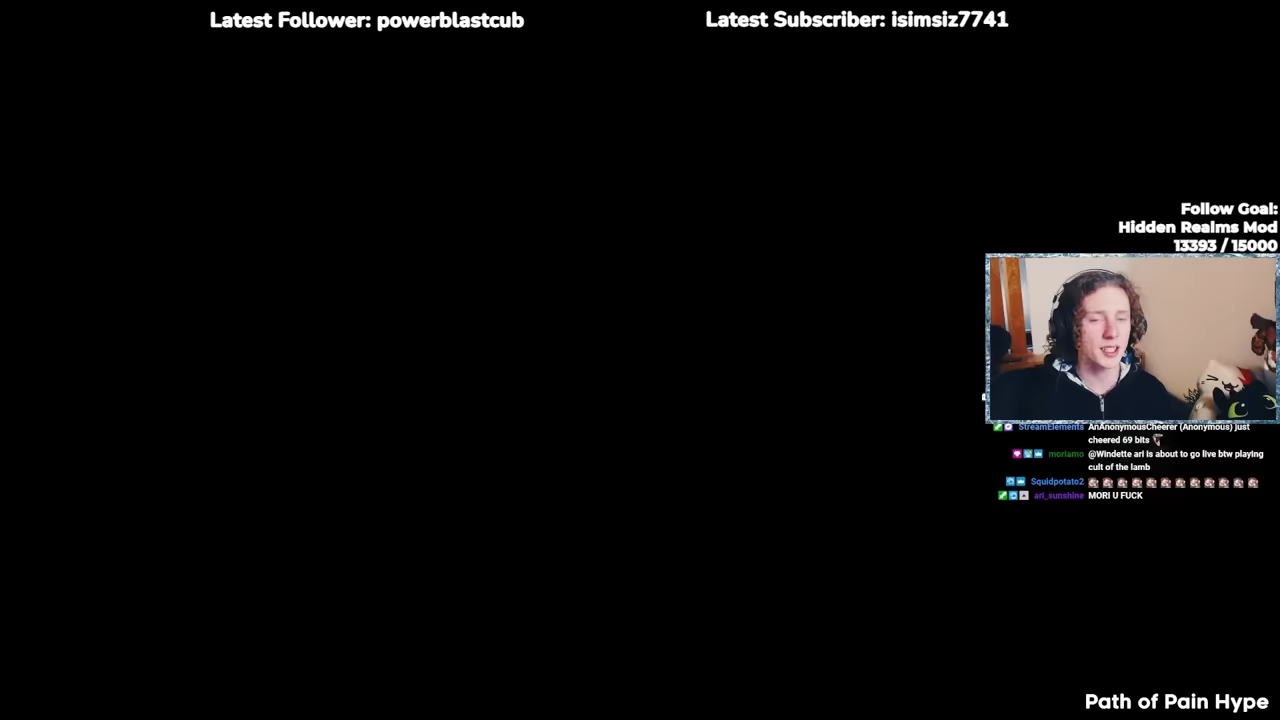 Latest Follower: powerblastcub
Latest Subscriber: isimsiz7741
Follow Goal:
Hidden Realms Mod
13393 / 15000
StreamElements AnAnonymousCheerer (Anonymous) just
cheered 69 bits
moriamo @Windette ari is about to go live btw playing
cult of the lamb
Squidpotato2
ari_sunshine MORI U FUCK
Path of Pain Hype